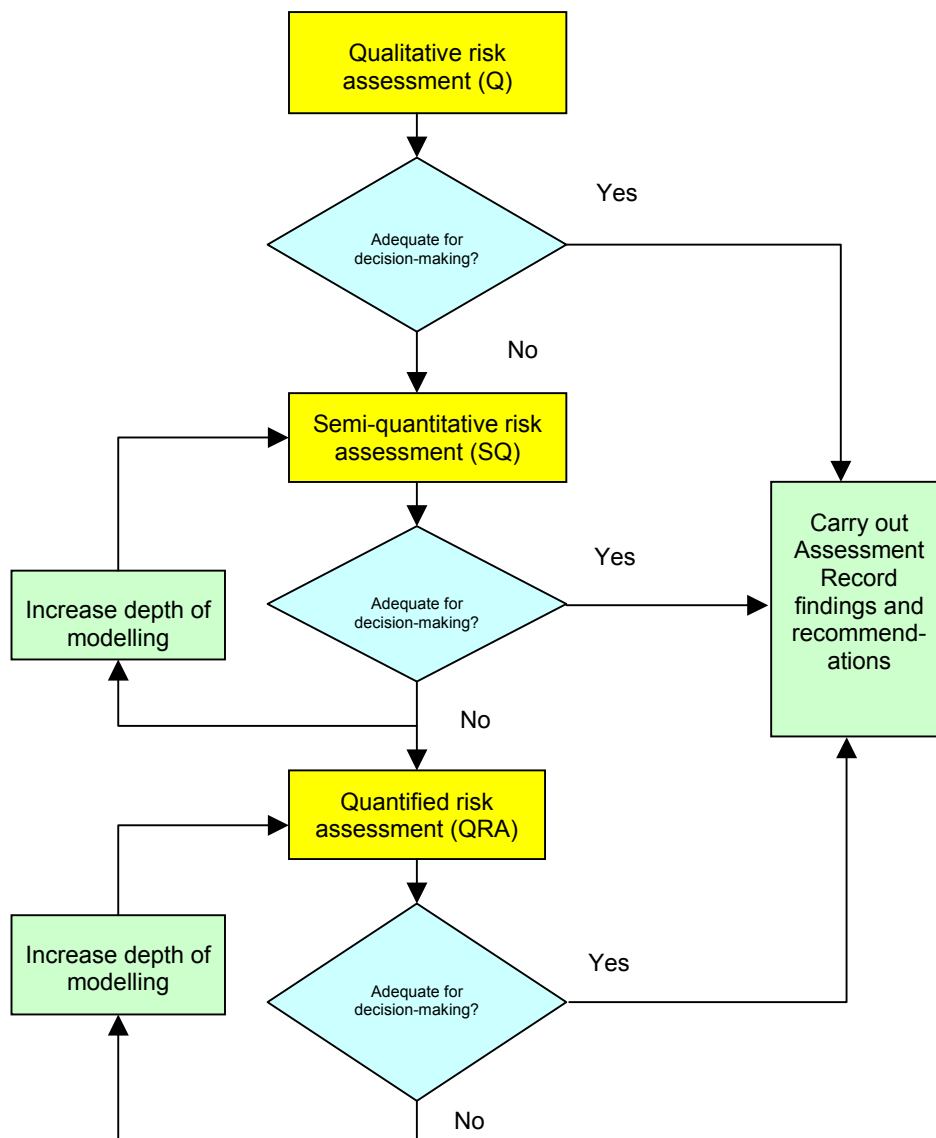 Qualitative risk
assessment (Q)
Yes
Adequate for
decision-making?
No
Semi-quantitative risk
assessment (SQ)
Carry out
Assessment
Record
findings and
recommend-
ations
Yes
Increase depth of
modelling
Adequate for
decision-making?
No
Quantified risk
assessment (QRA)
Increase depth of
modelling
Yes
Adequate for
decision-making?
No